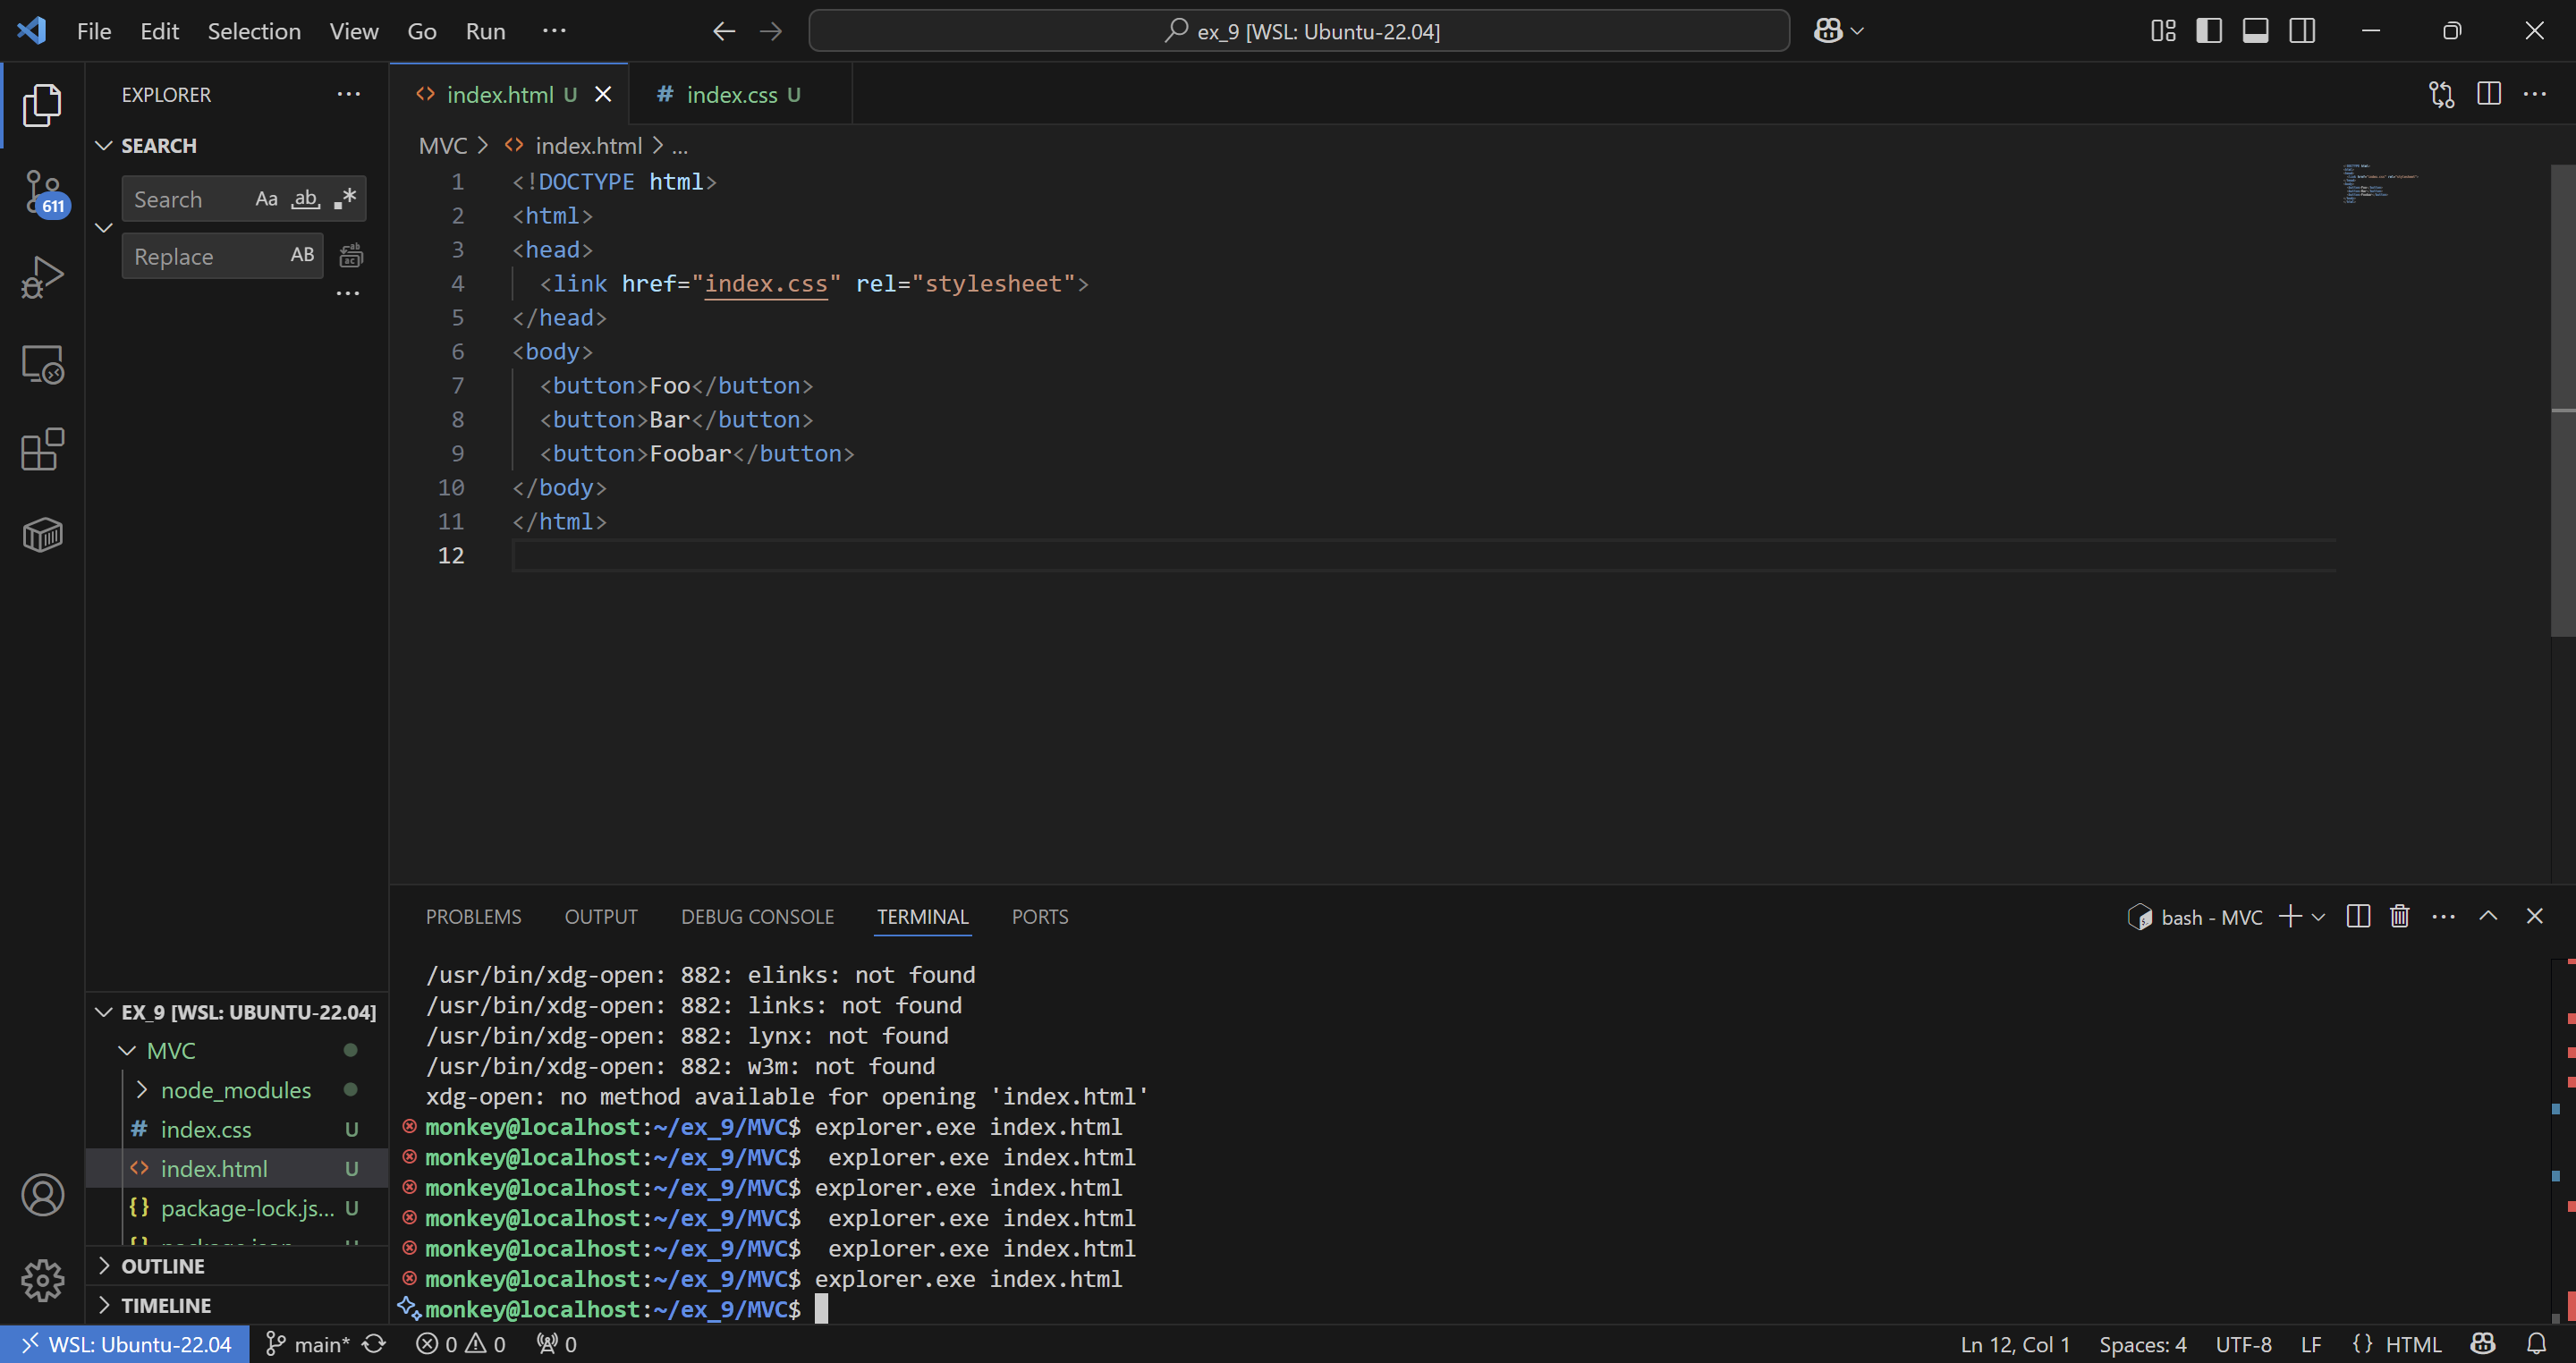 File Edit Selection View Go Run ···
ex_9 [WSL: Ubuntu-22.04]
EXPLORER
SEARCH
Search Aa ab .*
Replace AB
611
index.html U
index.css U
MVC > index.html > ...
1 <!DOCTYPE html>
2 <html>
3 <head>
4 <link href="index.css" rel="stylesheet">
5 </head>
6 <body>
7 <button>Foo</button>
8 <button>Bar</button>
9 <button>Foobar</button>
10 </body>
11 </html>
12
PROBLEMS OUTPUT DEBUG CONSOLE TERMINAL PORTS
bash - MVC
/usr/bin/xdg-open: 882: elinks: not found
/usr/bin/xdg-open: 882: links: not found
/usr/bin/xdg-open: 882: lynx: not found
/usr/bin/xdg-open: 882: w3m: not found
xdg-open: no method available for opening 'index.html'
monkey@localhost:~/ex_9/MVC$ explorer.exe index.html
monkey@localhost:~/ex_9/MVC$  explorer.exe index.html
monkey@localhost:~/ex_9/MVC$ explorer.exe index.html
monkey@localhost:~/ex_9/MVC$  explorer.exe index.html
monkey@localhost:~/ex_9/MVC$  explorer.exe index.html
monkey@localhost:~/ex_9/MVC$ explorer.exe index.html
monkey@localhost:~/ex_9/MVC$
EX_9 [WSL: UBUNTU-22.04]
MVC
node_modules
# index.css U
<> index.html U
{} package-lock.js... U
OUTLINE
TIMELINE
WSL: Ubuntu-22.04 main* 0 0 0
Ln 12, Col 1 Spaces: 4 UTF-8 LF {} HTML